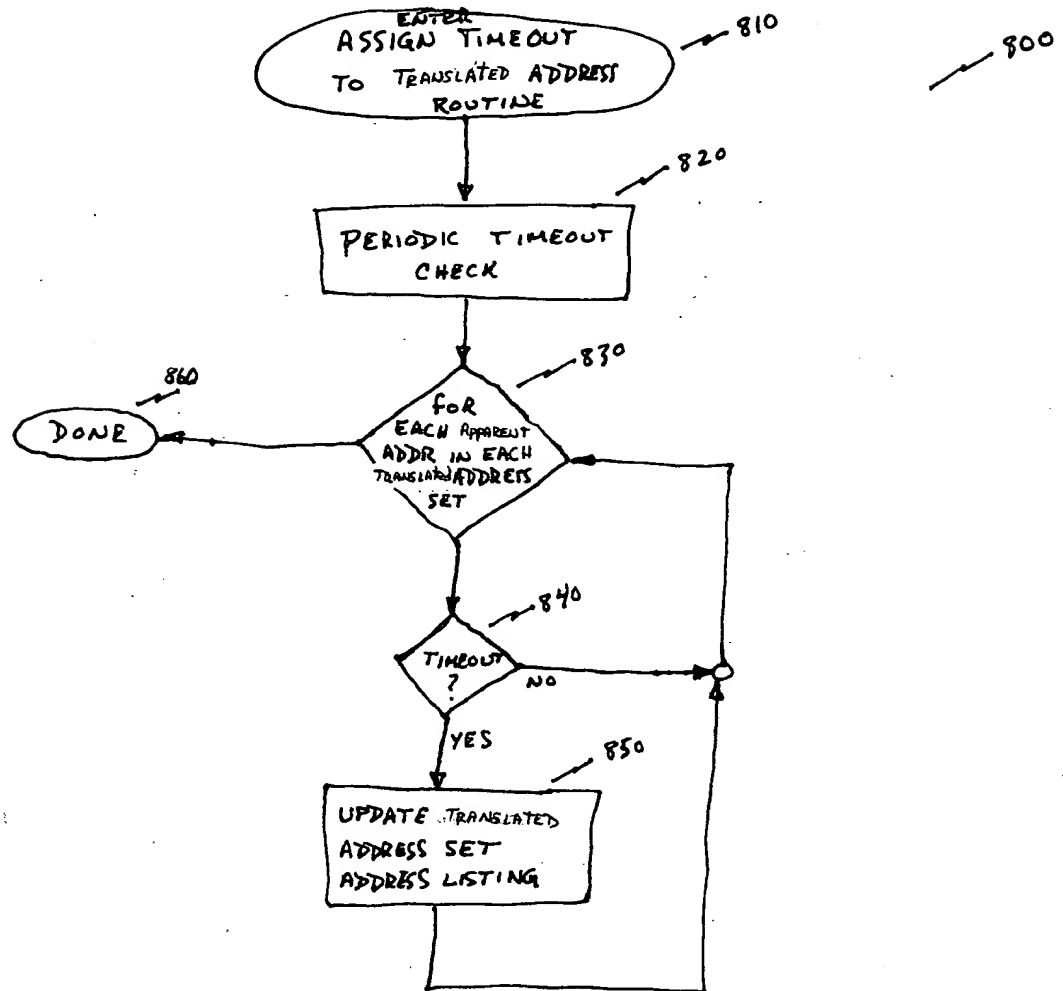 ENTER
ASSIGN TIMEOUT
TO TRANSLATED ADDRESS
ROUTINE
810
800
820
PERIODIC TIMEOUT
CHECK
830
FOR
EACH APPARENT
ADDR IN EACH
TRANSLATED ADDRESS
SET
860
DONE
840
TIMEOUT
?
NO
YES
850
UPDATE TRANSLATED
ADDRESS SET
ADDRESS LISTING